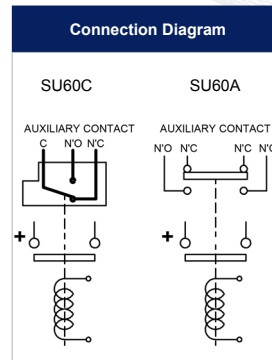 Connection Diagram
SU60C SU60A
AUXILIARY CONTACT AUXILIARY CONTACT
C N'O N'C N'O N'C N'C N'O
+ +